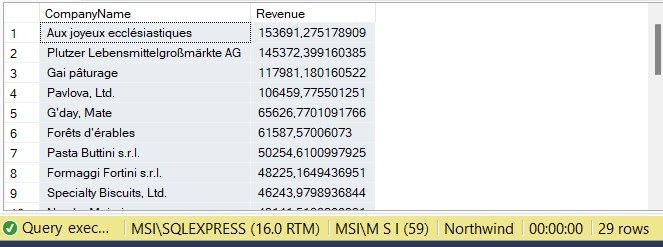 CompanyName Revenue
1 Aux joyeux ecclésiastiques 153691,275178909
2 Plutzer Lebensmittelgroßmärkte AG 145372,399160385
3 Gai pâturage 117981,180160522
4 Pavlova, Ltd. 106459,775501251
5 G'day, Mate 65626,7701091766
6 Forêts d'érables 61587,57006073
7 Pasta Buttini s.r.l. 50254,6100997925
8 Formaggi Fortini s.r.l. 48225,1649436951
9 Specialty Biscuits, Ltd. 46243,9798936844
Query exec... MSI\SQLEXPRESS (16.0 RTM) MSI\M S I (59) Northwind 00:00:00 29 rows